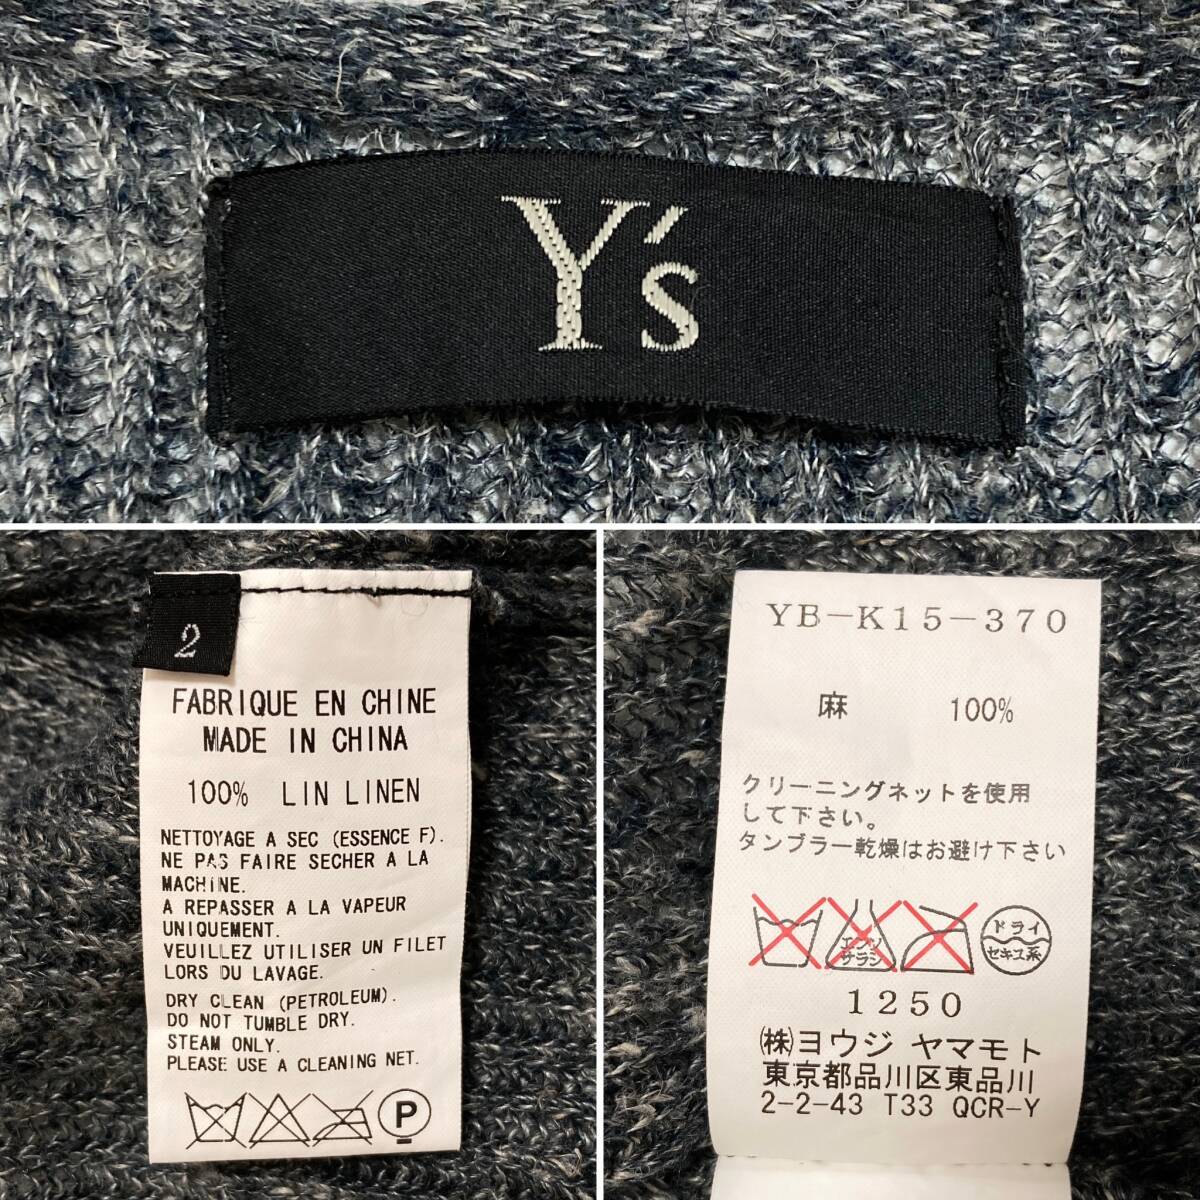 Y's
2
FABRIQUE EN CHINE
MADE IN CHINA
100% LIN LINEN
NETTOYAGE A SEC (ESSENCE F).
NE PAS FAIRE SECHER A LA
MACHINE.
A REPASSER A LA VAPEUR
UNIQUEMENT.
VEUILLEZ UTILISER UN FILET
LORS DU LAVAGE.
DRY CLEAN (PETROLEUM).
DO NOT TUMBLE DRY.
STEAM ONLY.
PLEASE USE A CLEANING NET.
P
YB-K15-370
麻 100%
クリーニングネットを使用
して下さい。
タンブラー乾燥はお避け下さい
エンソ
サラシ
ドライ
セキユ系
1250
㈱ヨウジ ヤマモト
東京都品川区東品川
2-2-43 T33 QCR-Y